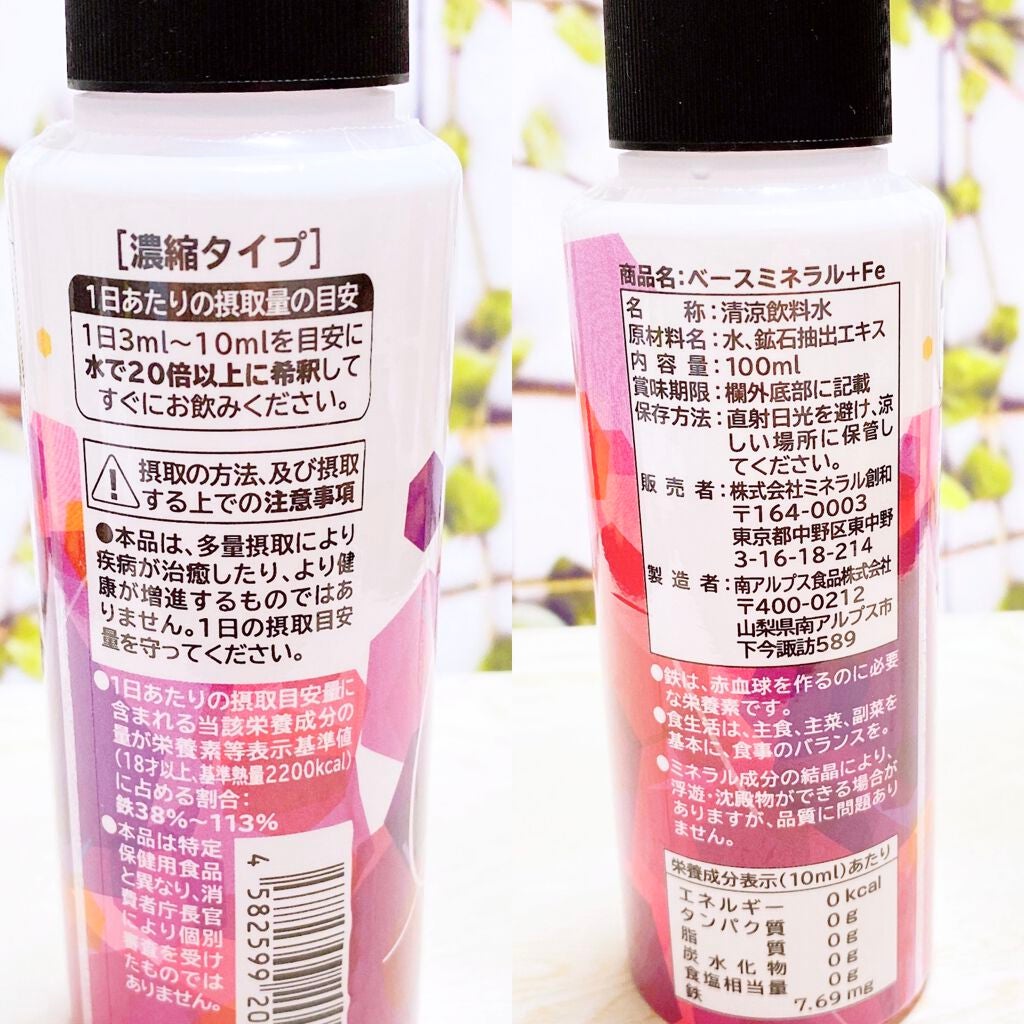 [濃縮タイプ]
1日あたりの摂取量の目安
1日3ml〜10mlを目安に
水で20倍以上に希釈して
すぐにお飲みください。
摂取の方法、及び摂取
する上での注意事項
●本品は、多量摂取により
疾病が治癒したり、より健
康が増進するものではあ
りません。1日の摂取目安
量を守ってください。
●1日あたりの摂取目安量に
含まれる当該栄養成分の
量が栄養素等表示基準値
(18才以上、基準熱量2200kcal)
に占める割合:
鉄38%〜113%
●本品は特定
保健用食品
と異なり、消
費者庁長官
により個別
審査を受け
たものでは
ありません。
4 582599 20
商品名:ベースミネラル+Fe
名 称:清涼飲料水
原材料名:水、鉱石抽出エキス
内容量:100ml
賞味期限:欄外底部に記載
保存方法:直射日光を避け、涼
しい場所に保管し
てください。
販売者:株式会社ミネラル創和
〒164-0003
東京都中野区東中野
3-16-18-214
製造者:南アルプス食品株式会社
〒400-0212
山梨県南アルプス市
下今諏訪589
●鉄は、赤血球を作るのに必要
な栄養素です。
●食生活は、主食、主菜、副菜を
基本に、食事のバランスを。
●ミネラル成分の結晶により、
浮遊・沈殿物ができる場合が
ありますが、品質に問題あり
ません。
栄養成分表示(10ml)あたり
エネルギー 0kcal
タンパク質 0g
脂質 0g
炭水化物 0g
食塩相当量 0g
鉄 7.69mg